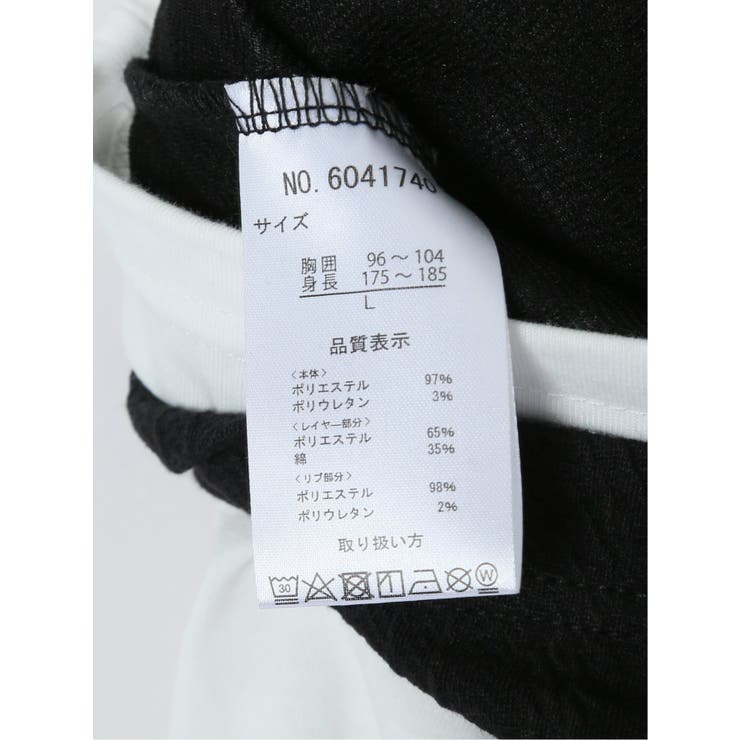 NO. 604174
サイズ
胸囲 96～104
身長 175～185
L
品質表示
〈本体〉
ポリエステル 97%
ポリウレタン 3%
〈レイヤー部分〉
ポリエステル 65%
綿 35%
〈リブ部分〉
ポリエステル 98%
ポリウレタン 2%
取り扱い方
30
W